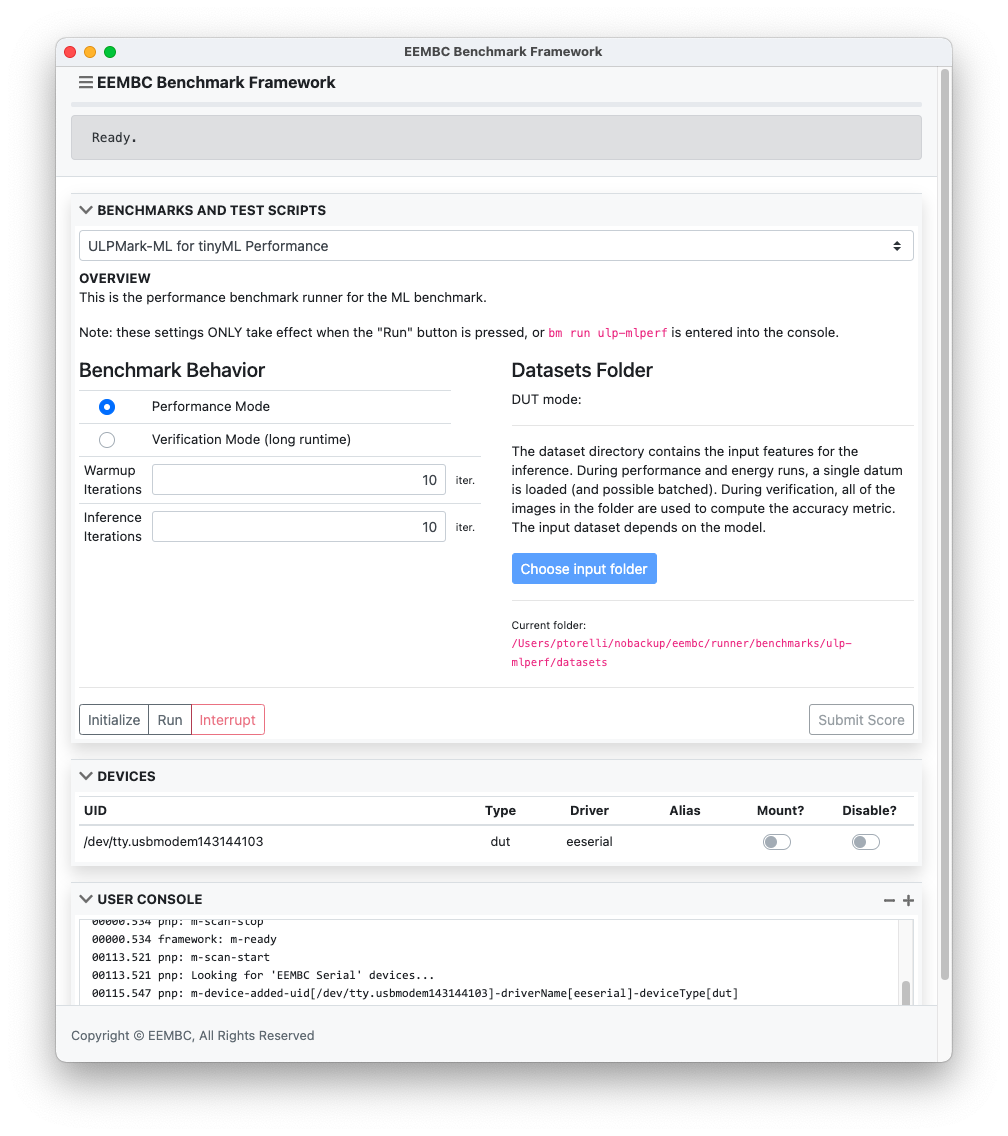 EEMBC Benchmark Framework
EEMBC Benchmark Framework
Ready.
BENCHMARKS AND TEST SCRIPTS
ULPMark-ML for tinyML Performance
OVERVIEW
This is the performance benchmark runner for the ML benchmark.
Note: these settings ONLY take effect when the "Run" button is pressed, or bm run ulp-mlperf is entered into the console.
Benchmark Behavior
Performance Mode
Verification Mode (long runtime)
Warmup
Iterations
10 iter.
Inference
Iterations
10 iter.
Datasets Folder
DUT mode:
The dataset directory contains the input features for the
inference. During performance and energy runs, a single datum
is loaded (and possible batched). During verification, all of the
images in the folder are used to compute the accuracy metric.
The input dataset depends on the model.
Choose input folder
Current folder:
/Users/ptorelli/nobackup/eembc/runner/benchmarks/ulp-
mlperf/datasets
Initialize Run Interrupt Submit Score
DEVICES
UID Type Driver Alias Mount? Disable?
/dev/tty.usbmodem143144103 dut eeserial
USER CONSOLE
00000.534 pnp: m-scan-stop
00000.534 framework: m-ready
00113.521 pnp: m-scan-start
00113.521 pnp: Looking for 'EEMBC Serial' devices...
00115.547 pnp: m-device-added-uid[/dev/tty.usbmodem143144103]-driverName[eeserial]-deviceType[dut]
Copyright © EEMBC, All Rights Reserved